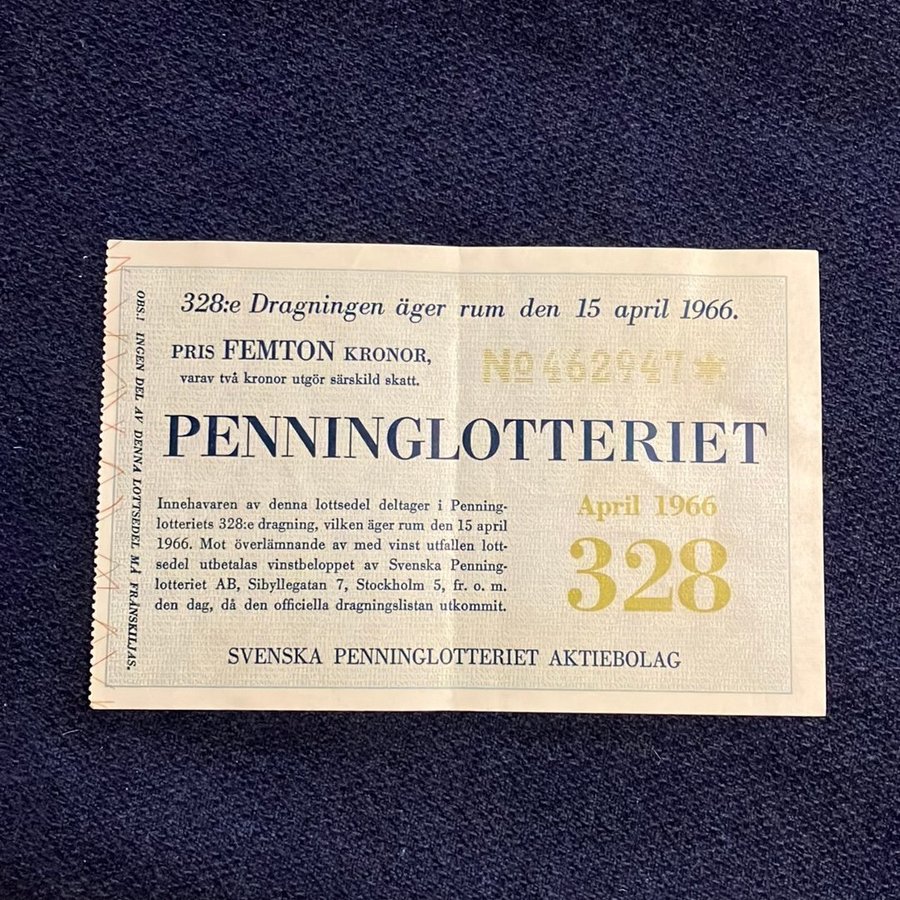 328:e Dragningen äger rum den 15 april 1966.
PRIS FEMTON KRONOR,
varav två kronor utgör särskild skatt.
No 462947 *
PENNINGLOTTERIET
Innehavaren av denna lottsedel deltager i Penning-
lotteriets 328:e dragning, vilken äger rum den 15 april
1966. Mot överlämnande av med vinst utfallen lott-
sedel utbetalas vinstbeloppet av Svenska Penning-
lotteriet AB, Sibyllegatan 7, Stockholm 5, fr. o. m.
den dag, då den officiella dragningslistan utkommit.
April 1966
328
SVENSKA PENNINGLOTTERIET AKTIEBOLAG
OBS.! INGEN DEL AV DENNA LOTTSEDEL MÅ FRÅNSKILJAS.